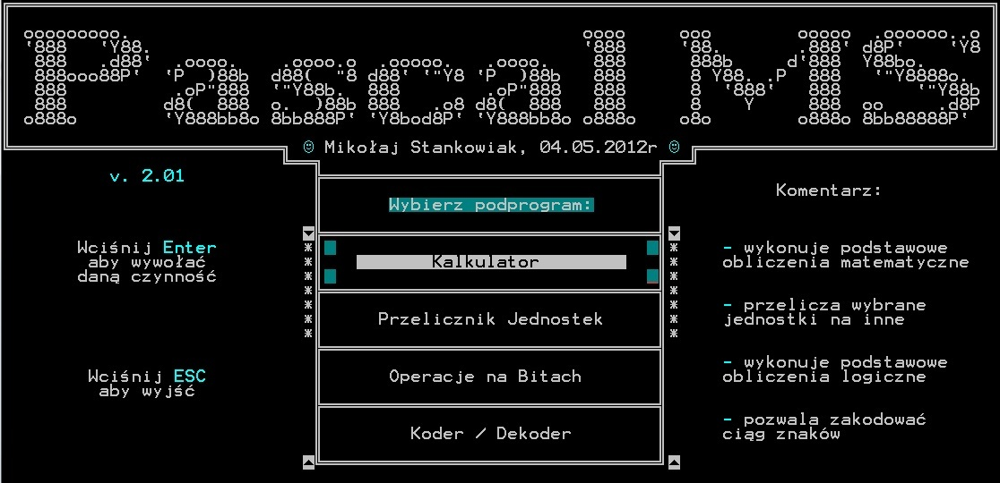 Pascal MS
Mikołaj Stankowiak, 04.05.2012r
v. 2.01
Wybierz podprogram:
Komentarz:
Wciśnij Enter
aby wywołać
daną czynność
Kalkulator
- wykonuje podstawowe
obliczenia matematyczne
Przelicznik Jednostek
- przelicza wybrane
jednostki na inne
Wciśnij ESC
aby wyjść
Operacje na Bitach
- wykonuje podstawowe
obliczenia logiczne
Koder / Dekoder
- pozwala zakodować
ciąg znaków